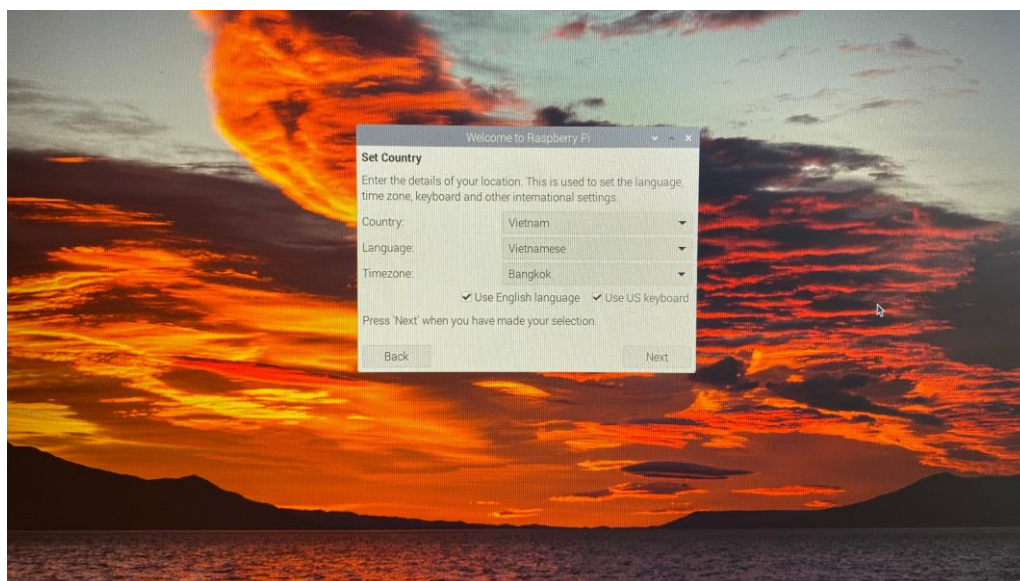 Welcome to Raspberry Pi
Set Country
Enter the details of your location. This is used to set the language,
time zone, keyboard and other international settings.
Country: Vietnam
Language: Vietnamese
Timezone: Bangkok
Use English language Use US keyboard
Press 'Next' when you have made your selection.
Back Next